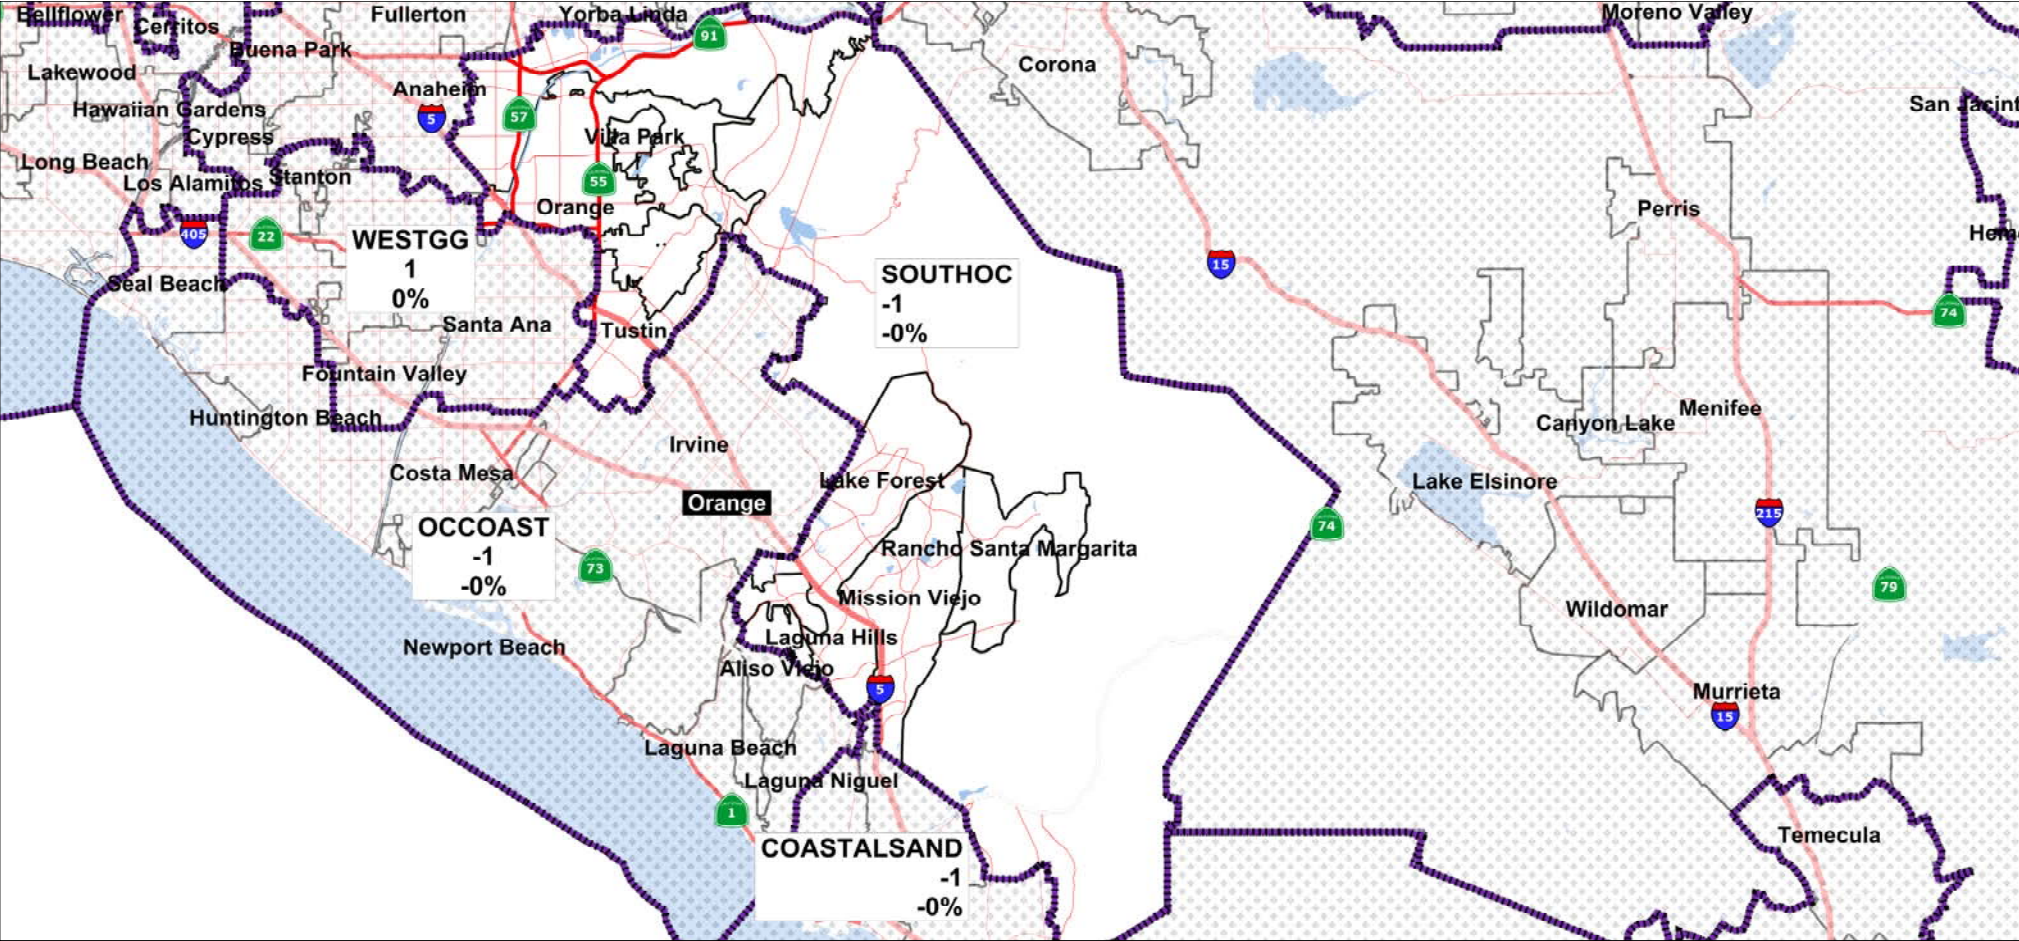 Bellflower
Cerritos
Fullerton
Yorba Linda
91
Moreno Valley
Buena Park
Lakewood
Corona
Anaheim
Hawaiian Gardens
5
57
San Jacint
Cypress
Villa Park
Long Beach
Los Alamitos
Stanton
55
Orange
Perris
405
22
WESTGG
1
0%
Heme
15
SOUTHOC
-1
-0%
Seal Beach
74
Santa Ana
Tustin
Fountain Valley
Huntington Beach
Menifee
Canyon Lake
Irvine
Costa Mesa
Lake Forest
Lake Elsinore
Orange
215
74
OCCOAST
-1
-0%
Rancho Santa Margarita
73
79
Mission Viejo
Wildomar
Laguna Hills
Newport Beach
Aliso Viejo
5
Murrieta
15
Laguna Beach
Laguna Niguel
1
Temecula
COASTALSAND
-1
-0%